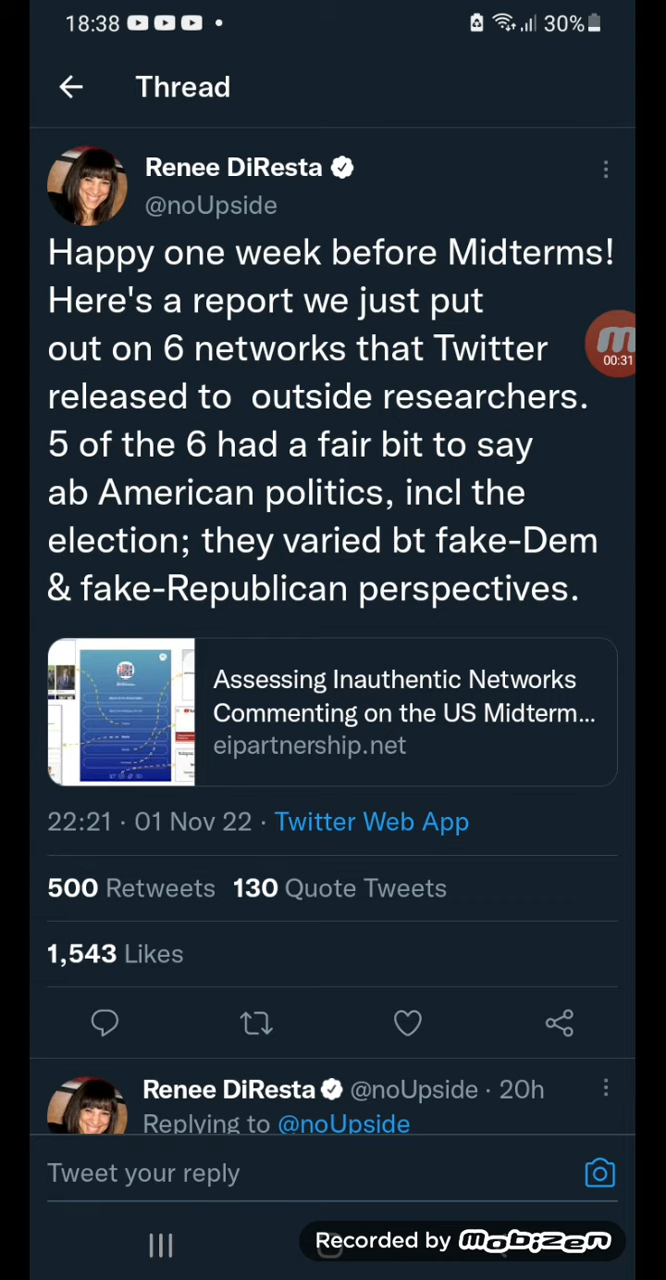 18:38
30%
Thread
Renee DiResta
@noUpside
Happy one week before Midterms!
Here's a report we just put
out on 6 networks that Twitter
released to outside researchers.
5 of the 6 had a fair bit to say
ab American politics, incl the
election; they varied bt fake-Dem
& fake-Republican perspectives.
00:31
Assessing Inauthentic Networks
Commenting on the US Midterm...
eipartnership.net
22:21 · 01 Nov 22 · Twitter Web App
500 Retweets 130 Quote Tweets
1,543 Likes
Renee DiResta @noUpside · 20h
Replying to @noUpside
Tweet your reply
Recorded by mobizen